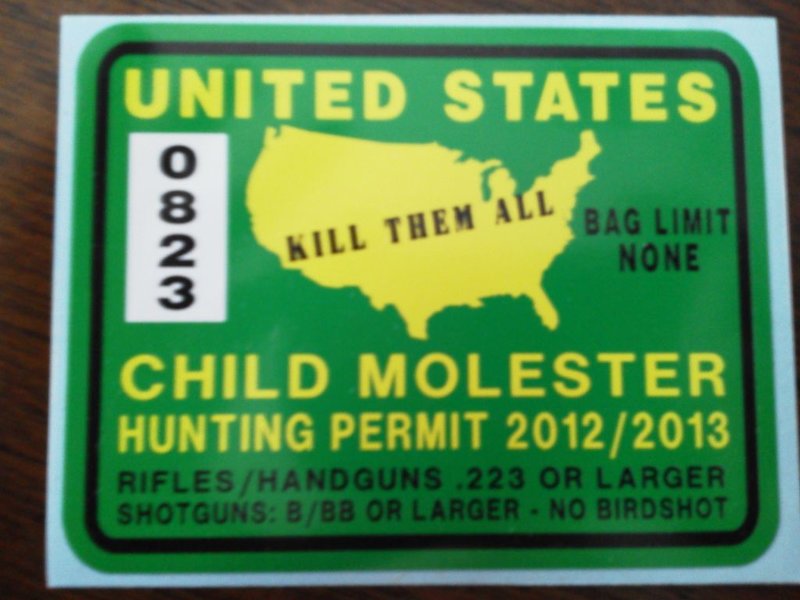 UNITED STATES
0
8
2
3
KILL THEM ALL
BAG LIMIT
NONE
CHILD MOLESTER
HUNTING PERMIT 2012/2013
RIFLES/HANDGUNS .223 OR LARGER
SHOTGUNS: B/BB OR LARGER - NO BIRDSHOT